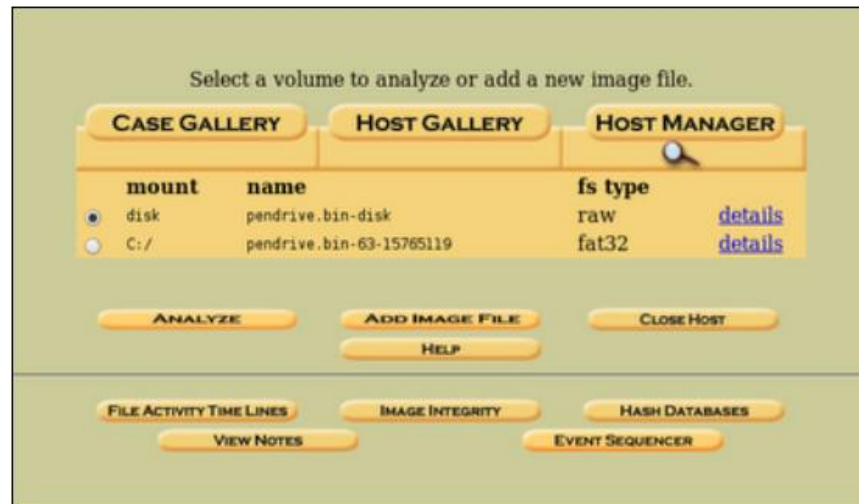 Select a volume to analyze or add a new image file.
CASE GALLERY HOST GALLERY HOST MANAGER
mount name fs type
disk pendrive.bin-disk raw details
C:/ pendrive.bin-63-15765119 fat32 details
ANALYZE ADD IMAGE FILE CLOSE HOST
HELP
FILE ACTIVITY TIME LINES IMAGE INTEGRITY HASH DATABASES
VIEW NOTES EVENT SEQUENCER